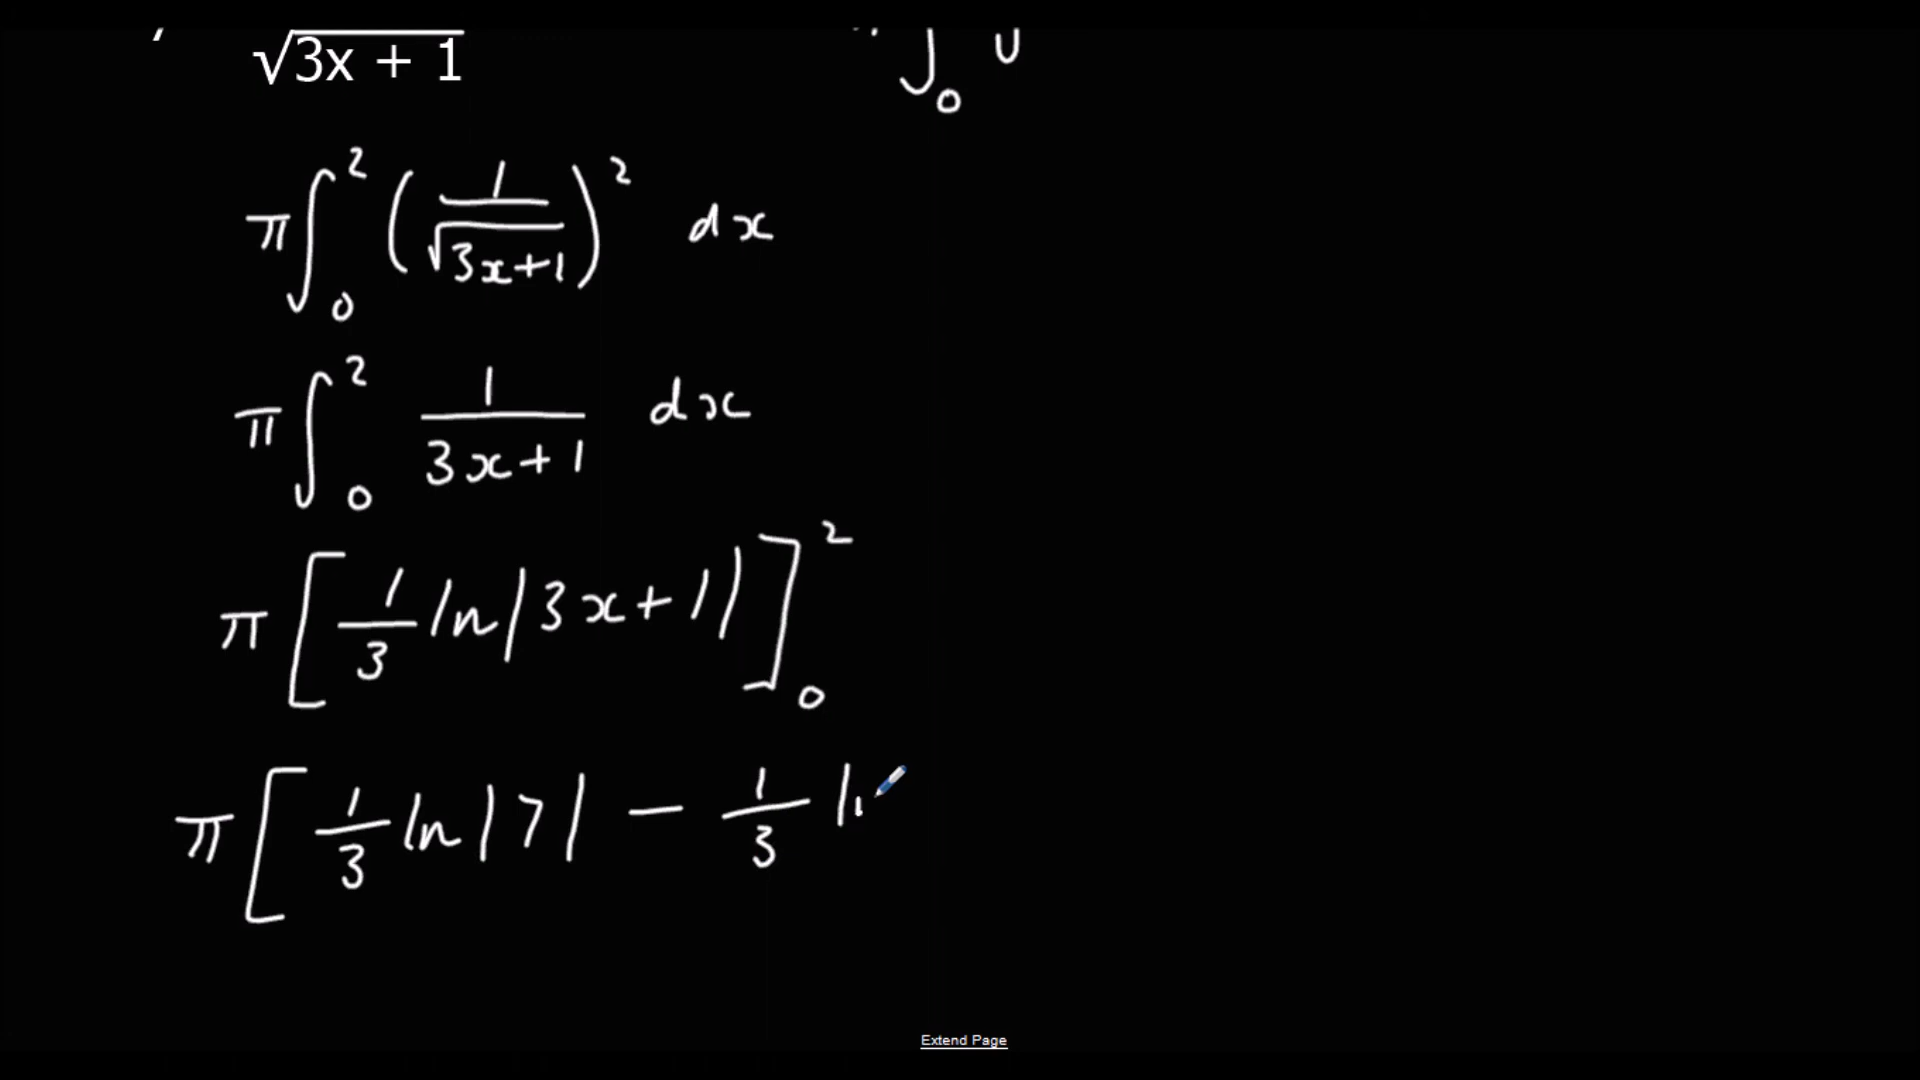 √3x + 1
∫₀ U
π∫₀² (1/√3x+1)² dx
π∫₀² 1/3x+1 dx
π[1/3 ln|3x+1|]₀²
π[1/3 ln|7| − 1/3
Extend Page